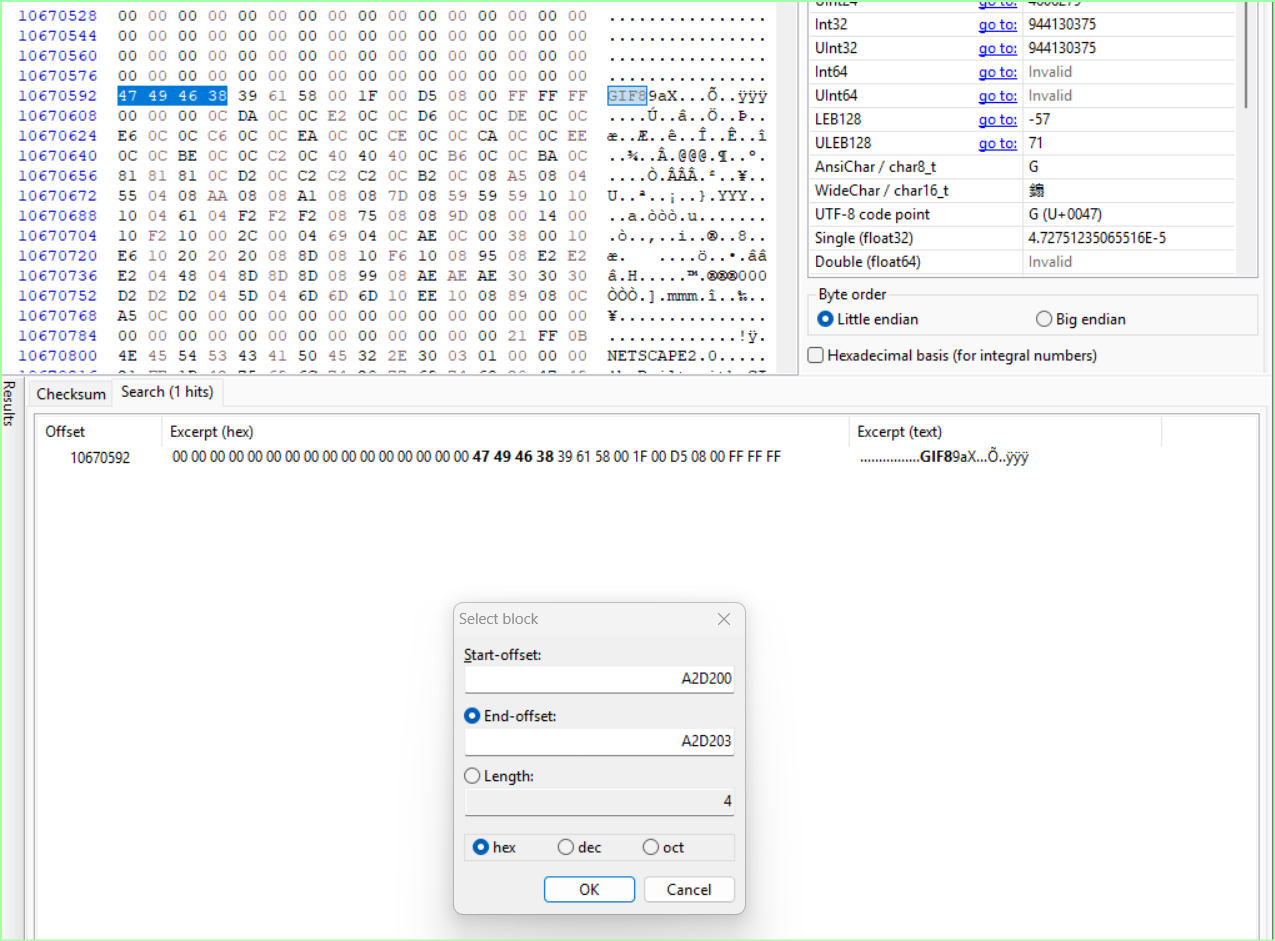 10670528 00 00 00 00 00 00 00 00 00 00 00 00 00 00 00 00 ................
10670544 00 00 00 00 00 00 00 00 00 00 00 00 00 00 00 00 ................
10670560 00 00 00 00 00 00 00 00 00 00 00 00 00 00 00 00 ................
10670576 00 00 00 00 00 00 00 00 00 00 00 00 00 00 00 00 ................
10670592 47 49 46 38 39 61 58 00 1F 00 D5 08 00 FF FF FF GIF89aX...Õ..ÿÿÿ
10670608 00 00 00 0C DA 0C 0C E2 0C 0C D6 0C 0C DE 0C 0C ....Ú..â..Ö..Þ..
10670624 E6 0C 0C C6 0C 0C EA 0C 0C CE 0C 0C CA 0C 0C EE æ..Æ..ê..Î..Ê..î
10670640 0C 0C BE 0C 0C C2 0C 40 40 40 0C B6 0C 0C BA 0C ..¾..Â.@@@.¶..º.
10670656 81 81 81 0C D2 0C C2 C2 C2 0C B2 0C 08 A5 08 04 ....Ò.ÂÂÂ.²..¥..
10670672 55 04 08 AA 08 08 A1 08 08 7D 08 59 59 59 10 10 U..ª..¡..}.YYY..
10670688 10 04 61 04 F2 F2 F2 08 75 08 08 9D 08 00 14 00 ..a.òòò.u.......
10670704 10 F2 10 00 2C 00 04 69 04 0C AE 0C 00 38 00 10 .ò..,..i..®..8..
10670720 E6 10 20 20 20 08 8D 08 10 F6 10 08 95 08 E2 E2 æ.   ....ö..•.ââ
10670736 E2 04 48 04 8D 8D 8D 08 99 08 AE AE AE 30 30 30 â.H.....™.®®®000
10670752 D2 D2 D2 04 5D 04 6D 6D 6D 10 EE 10 08 89 08 0C ÒÒÒ.].mmm.î..‰..
10670768 A5 0C 00 00 00 00 00 00 00 00 00 00 00 00 00 00 ¥...............
10670784 00 00 00 00 00 00 00 00 00 00 00 00 00 21 FF 0B .............!ÿ.
10670800 4E 45 54 53 43 41 50 45 32 2E 30 03 01 00 00 00 NETSCAPE2.0.....
Int32 go to: 944130375
UInt32 go to: 944130375
Int64 go to: Invalid
UInt64 go to: Invalid
LEB128 go to: -57
ULEB128 go to: 71
AnsiChar / char8_t G
WideChar / char16_t
UTF-8 code point G (U+0047)
Single (float32) 4.72751235065516E-5
Double (float64) Invalid
Byte order
Little endian Big endian
Hexadecimal basis (for integral numbers)
Results
Checksum Search (1 hits)
Offset Excerpt (hex) Excerpt (text)
10670592 00 00 00 00 00 00 00 00 00 00 00 00 00 00 00 00 47 49 46 38 39 61 58 00 1F 00 D5 08 00 FF FF FF ................GIF89aX...Õ..ÿÿÿ
Select block
Start-offset:
A2D200
End-offset:
A2D203
Length:
4
hex dec oct
OK Cancel